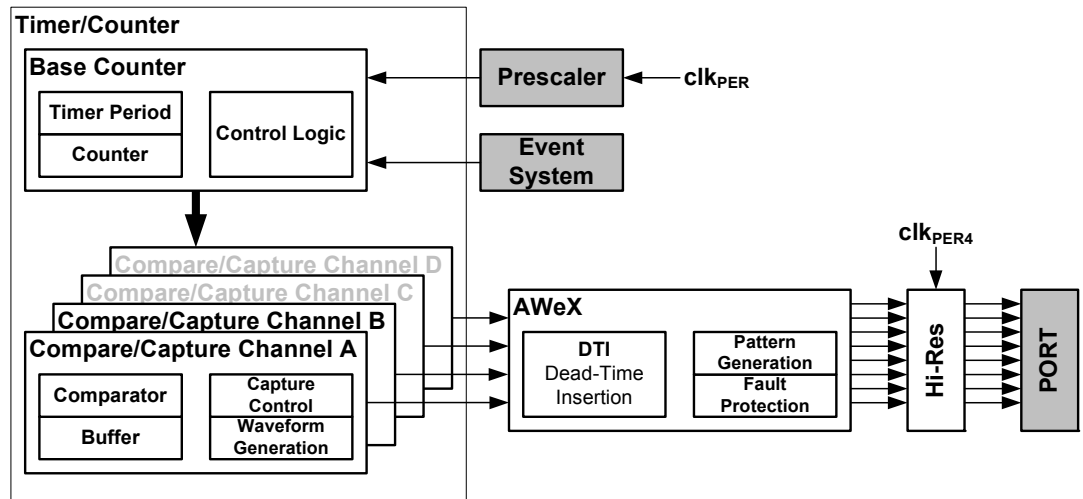 Timer/Counter
Base Counter
Timer Period
Counter
Control Logic
Prescaler
clkPER
Event
System
Compare/Capture Channel D
Compare/Capture Channel C
Compare/Capture Channel B
Compare/Capture Channel A
Comparator
Buffer
Capture
Control
Waveform
Generation
AWeX
DTI
Dead-Time
Insertion
Pattern
Generation
Fault
Protection
clkPER4
Hi-Res
PORT